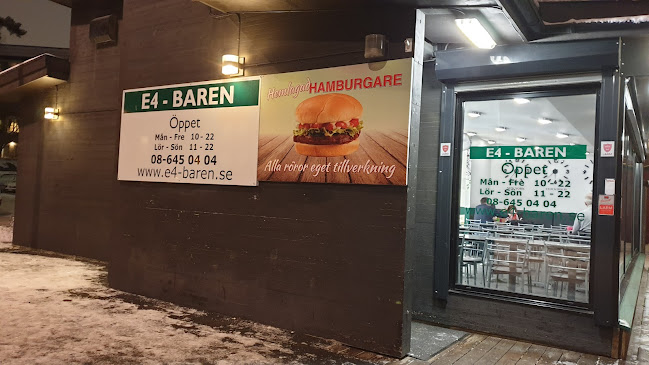 E4 - BAREN
Öppet
Mån - Fre 10 - 22
Lör - Sön 11 - 22
08-645 04 04
www.e4-baren.se
Hemlagad HAMBURGARE
Alla röror eget tillverkning
E4 - BAREN
Öppet
Mån - Fre 10 - 22
Lör - Sön 11 - 22
08-645 04 04